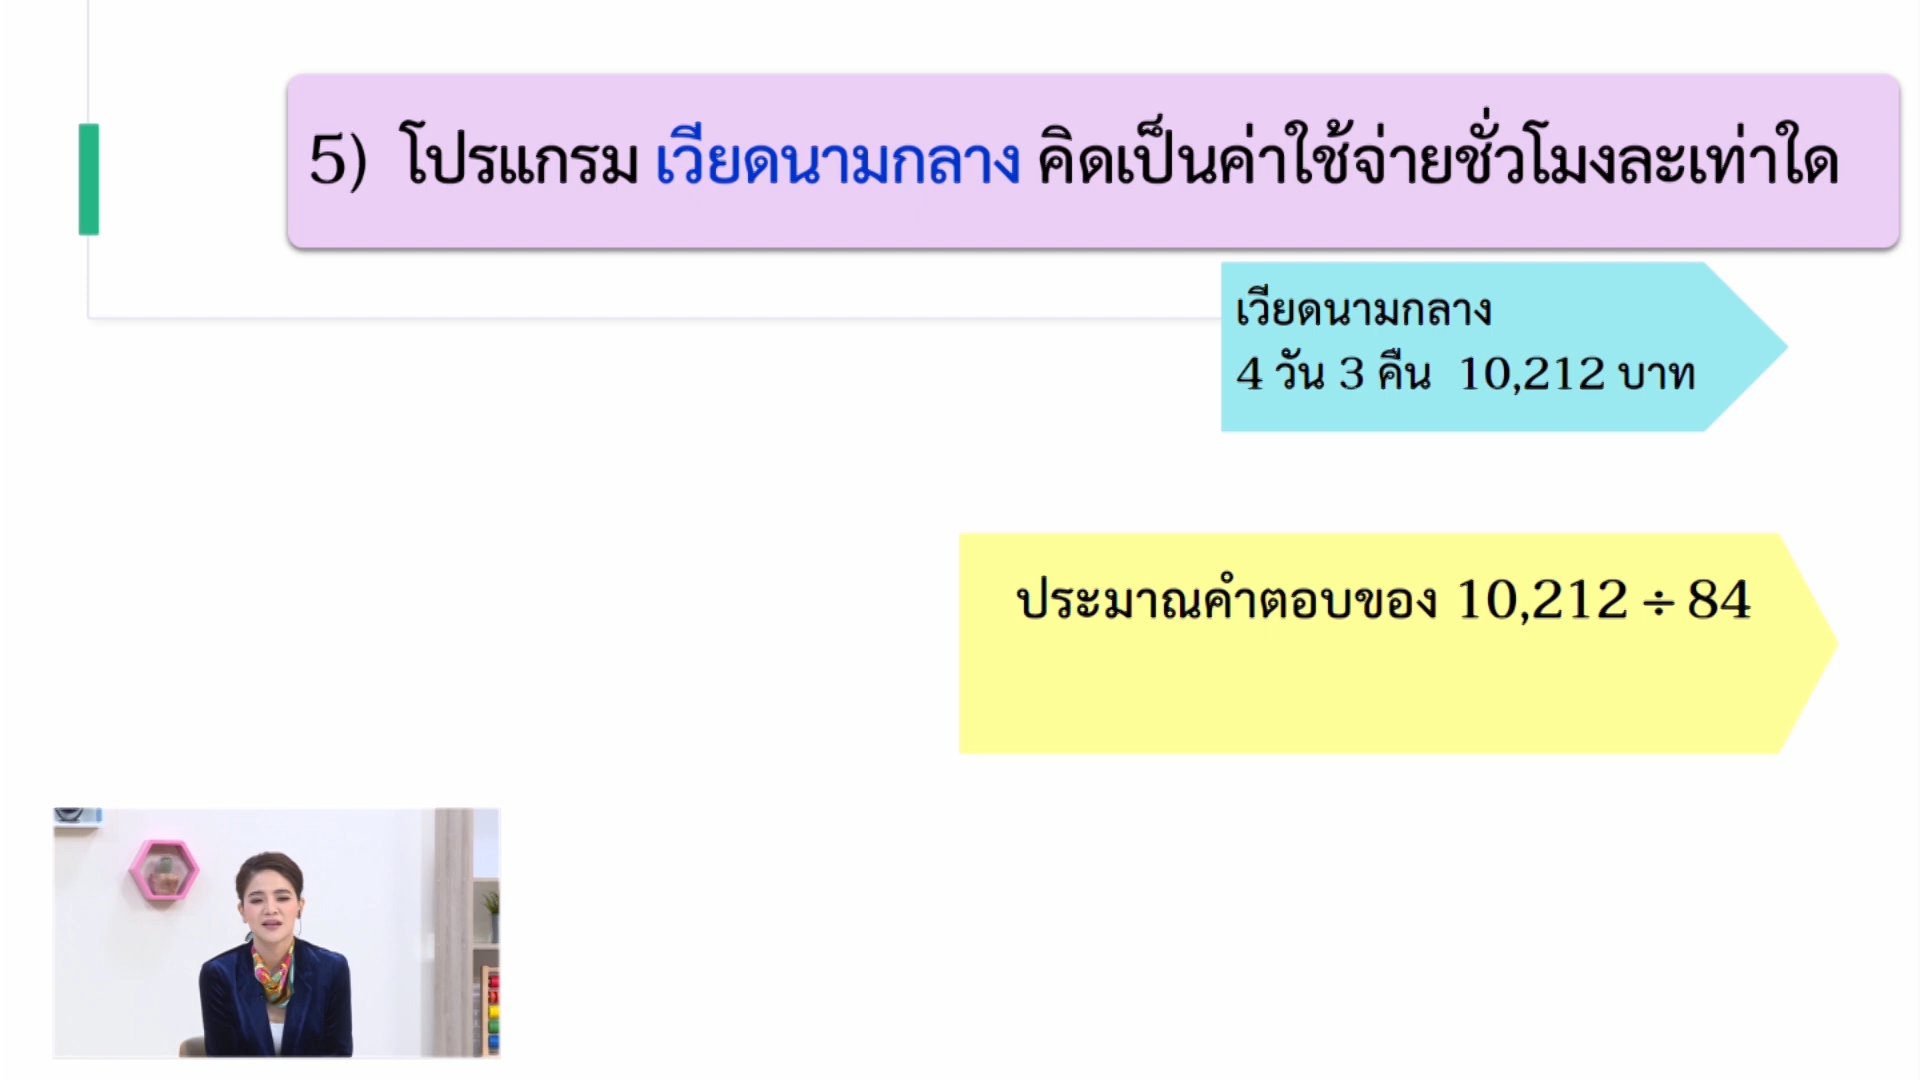 5) โปรแกรม เวียดนามกลาง คิดเป็นค่าใช้จ่ายชั่วโมงละเท่าใด
เวียดนามกลาง
4 วัน 3 คืน 10,212 บาท
ประมาณคำตอบของ 10,212 ÷ 84